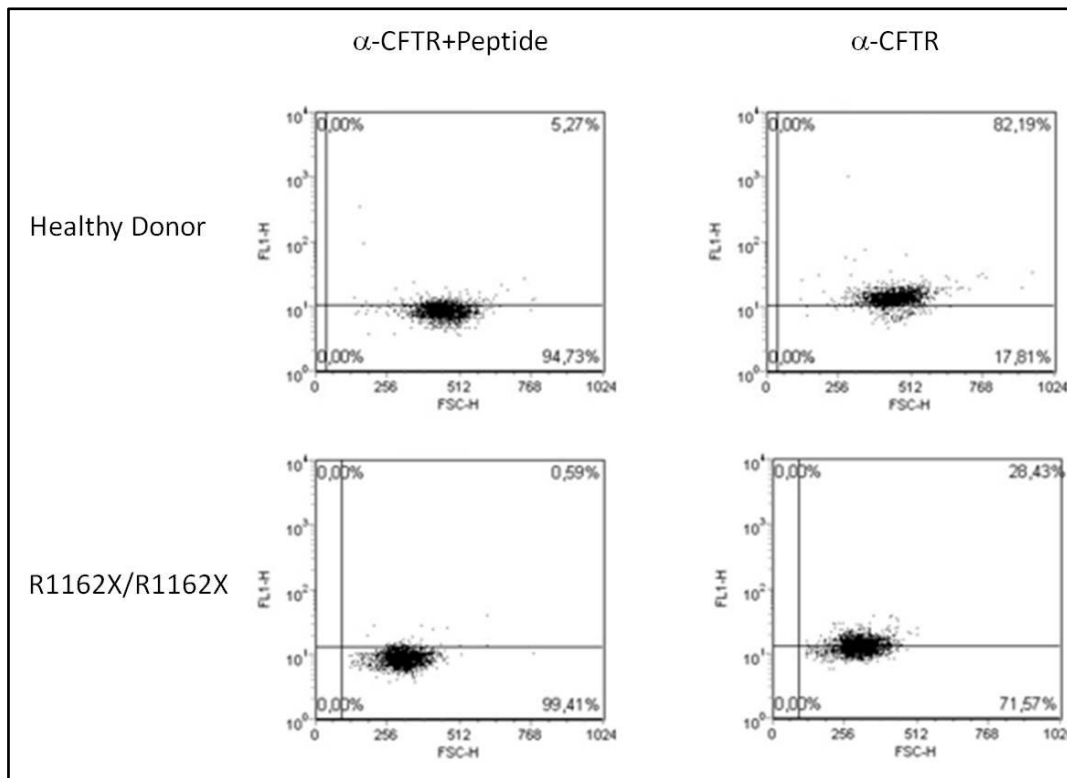 α-CFTR+Peptide α-CFTR
Healthy Donor
10⁴ 0,00% 5,27%
10³
10²
10¹
10⁰ 0,00% 94,73%
FL1-H
0 256 512 768 1024
FSC-H
10⁴ 0,00% 82,19%
10³
10²
10¹
10⁰ 0,00% 17,81%
FL1-H
0 256 512 768 1024
FSC-H
R1162X/R1162X
10⁴ 0,00% 0,59%
10³
10²
10¹
10⁰ 0,00% 99,41%
FL1-H
0 256 512 768 1024
FSC-H
10⁴ 0,00% 28,43%
10³
10²
10¹
10⁰ 0,00% 71,57%
FL1-H
0 256 512 768 1024
FSC-H